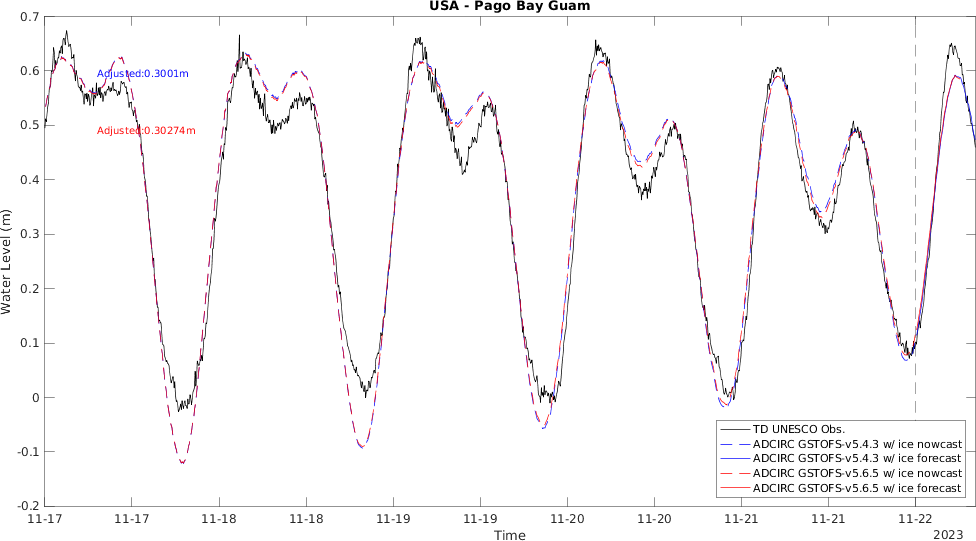 USA - Pago Bay Guam
0.7
0.6
0.5
0.4
0.3
0.2
0.1
0
-0.1
-0.2
Water Level (m)
Adjusted:0.3001m
Adjusted:0.30274m
TD UNESCO Obs.
ADCIRC GSTOFS-v5.4.3 w/ ice nowcast
ADCIRC GSTOFS-v5.4.3 w/ ice forecast
ADCIRC GSTOFS-v5.6.5 w/ ice nowcast
ADCIRC GSTOFS-v5.6.5 w/ ice forecast
11-17 11-17 11-18 11-18 11-19 11-19 11-20 11-20 11-21 11-21 11-22
Time
2023